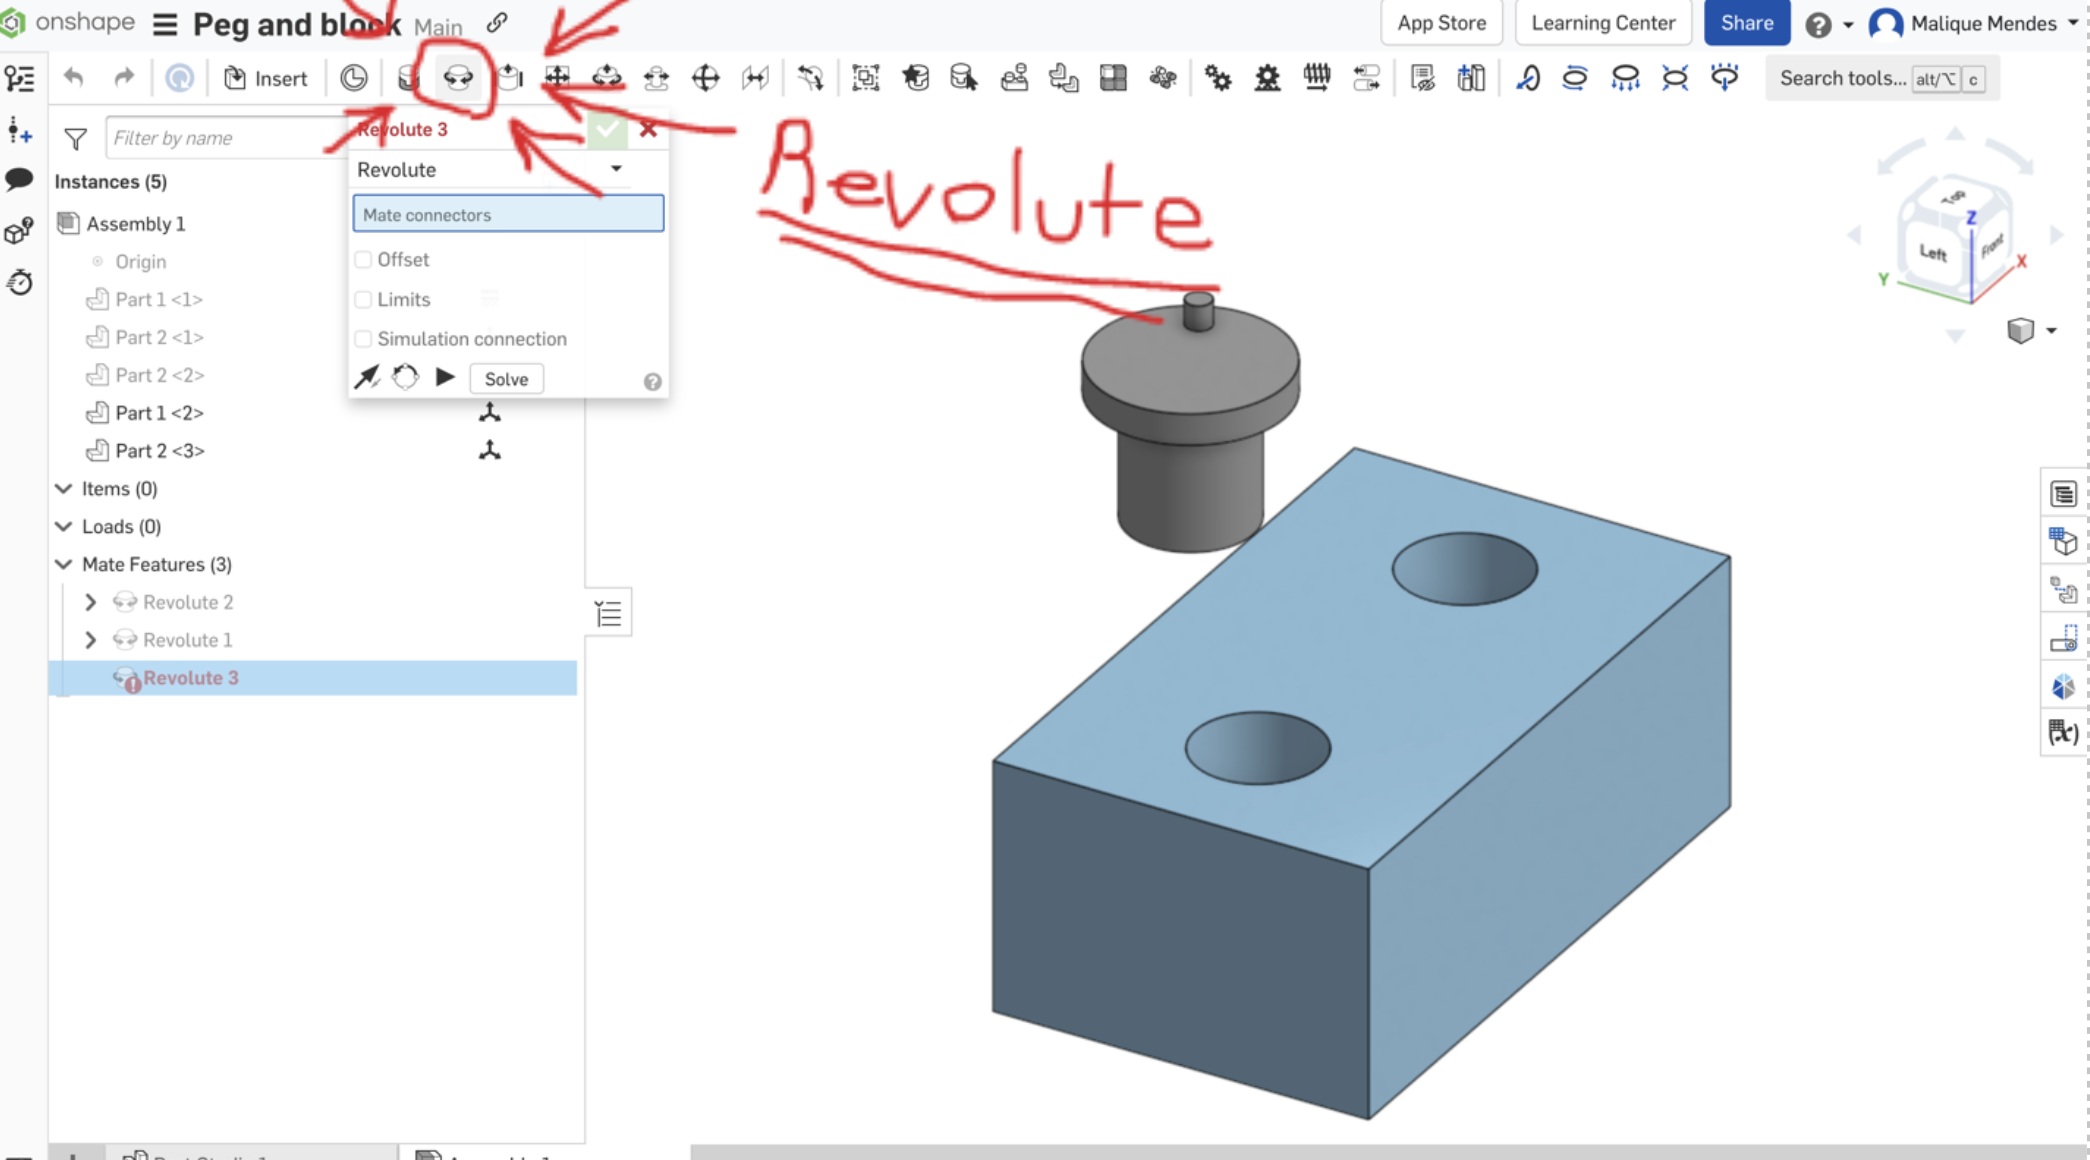 onshape Peg and block Main App Store Learning Center Share Malique Mendes
Insert Search tools... alt/⌥ c
Filter by name
Revolute 3
Revolute
Mate connectors
Offset
Limits
Simulation connection
Solve
Instances (5)
Assembly 1
Origin
Part 1 <1>
Part 2 <1>
Part 2 <2>
Part 1 <2>
Part 2 <3>
Items (0)
Loads (0)
Mate Features (3)
Revolute 2
Revolute 1
Revolute 3
Revolute
Top
Left
Front
Z
X
Y